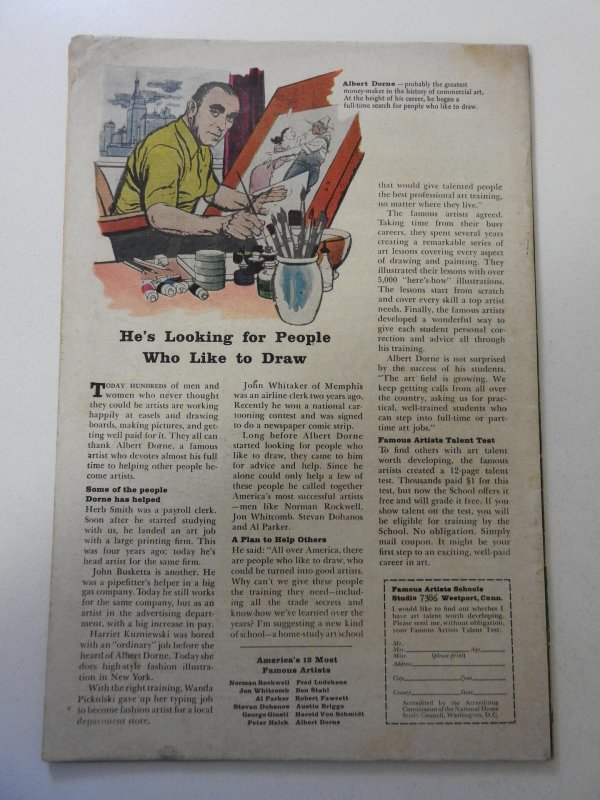 Albert Dorne — probably the greatest
money-maker in the history of commercial art.
At the height of his career, he began a
full-time search for people who like to draw.
He's Looking for People
Who Like to Draw
TODAY HUNDREDS of men and
women who never thought
they could be artists are working
happily at easels and drawing
boards, making pictures, and get-
ting well paid for it. They all can
thank Albert Dorne, a famous
artist who devotes almost his full
time to helping other people be-
come artists.
Some of the people
Dorne has helped
Herb Smith was a payroll clerk.
Soon after he started studying
with us, he landed an art job
with a large printing firm. This
was four years ago: today he's
head artist for the same firm.
John Busketta is another. He
was a pipefitter's helper in a big
gas company. Today he still works
for the same company, but as an
artist in the advertising depart-
ment, with a big increase in pay.
Harriet Kuzniewski was bored
with an "ordinary" job before she
heard of Albert Dorne. Today she
does high-style fashion illustra-
tion in New York.
With the right training, Wanda
Pickulski gave up her typing job
to become fashion artist for a local
department store.
John Whitaker of Memphis
was an airline clerk two years ago.
Recently he won a national car-
tooning contest and was signed
to do a newspaper comic strip.
Long before Albert Dorne
started looking for people who
like to draw, they came to him
for advice and help. Since he
alone could help only a few of
these people he called together
America's most successful artists
—men like Norman Rockwell,
Jon Whitcomb, Stevan Dohanos
and Al Parker.
A Plan to Help Others
He said: "All over America, there
are people who like to draw, who
could be turned into good artists.
Why can't we give these people
the training they need—includ-
ing all the trade secrets and
know-how we've learned over the
years? I'm suggesting a new kind
of school—a home-study art school
America's 12 Most
Famous Artists
Norman Rockwell Fred Ludekens
Jon Whitcomb Ben Stahl
Al Parker Robert Fawcett
Stevan Dohanos Austin Briggs
George Giusti Harold Von Schmidt
Peter Helck Albert Dorne
that would give talented people
the best professional art training,
no matter where they live."
The famous artists agreed.
Taking time from their busy
careers, they spent several years
creating a remarkable series of
art lessons covering every aspect
of drawing and painting. They
illustrated their lessons with over
5,000 "here's-how" illustrations.
The lessons start from scratch
and cover every skill a top artist
needs. Finally, the famous artists
developed a wonderful way to
give each student personal cor-
rection and advice all through
his training.
Albert Dorne is not surprised
by the success of his students.
"The art field is growing. We
keep getting calls from all over
the country, asking us for prac-
tical, well-trained students who
can step into full-time or part-
time art jobs."
Famous Artists Talent Test
To find others with art talent
worth developing, the famous
artists created a 12-page talent
test. Thousands paid $1 for this
test, but now the School offers it
free and will grade it free. If you
show talent on the test, you will
be eligible for training by the
School. No obligation. Simply
mail coupon. It might be your
first step to an exciting, well-paid
career in art.
Famous Artists Schools
Studio 7386 Westport, Conn.
I would like to find out whether I
have art talent worth developing.
Please send me, without obligation,
your Famous Artists Talent Test.
Mr.
Mrs. Age
Miss (please print)
Address
City Zone
County State
Accredited by the Accrediting
Commission of the National Home
Study Council, Washington, D.C.